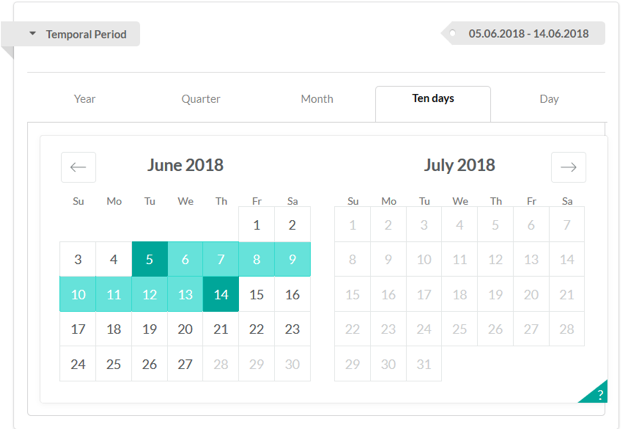 Temporal Period 05.06.2018 - 14.06.2018
Year Quarter Month Ten days Day
June 2018 July 2018
Su Mo Tu We Th Fr Sa Su Mo Tu We Th Fr Sa
1 2 1 2 3 4 5 6 7
3 4 5 6 7 8 9 8 9 10 11 12 13 14
10 11 12 13 14 15 16 15 16 17 18 19 20 21
17 18 19 20 21 22 23 22 23 24 25 26 27 28
24 25 26 27 28 29 30 29 30 31
?